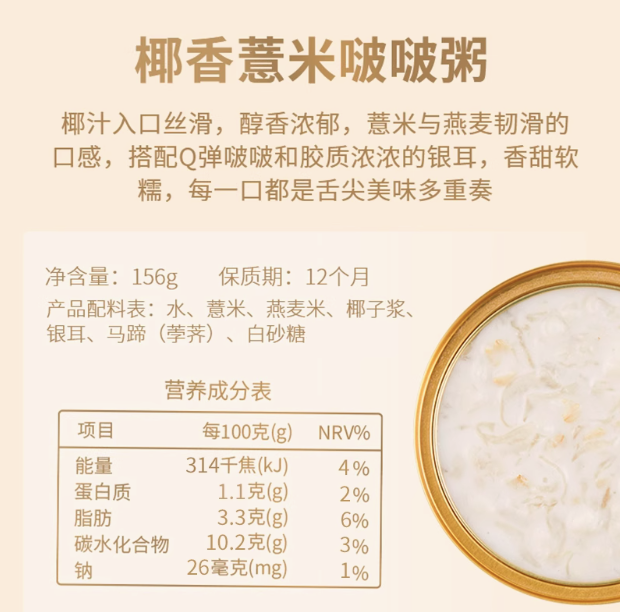 椰香薏米啵啵粥
椰汁入口丝滑，醇香浓郁，薏米与燕麦韧滑的
口感，搭配Q弹啵啵和胶质浓浓的银耳，香甜软
糯，每一口都是舌尖美味多重奏
净含量：156g 保质期：12个月
产品配料表：水、薏米、燕麦米、椰子浆、
银耳、马蹄（荸荠）、白砂糖
营养成分表
项目 每100克(g) NRV%
能量 314千焦(kJ) 4%
蛋白质 1.1克(g) 2%
脂肪 3.3克(g) 6%
碳水化合物 10.2克(g) 3%
钠 26毫克(mg) 1%